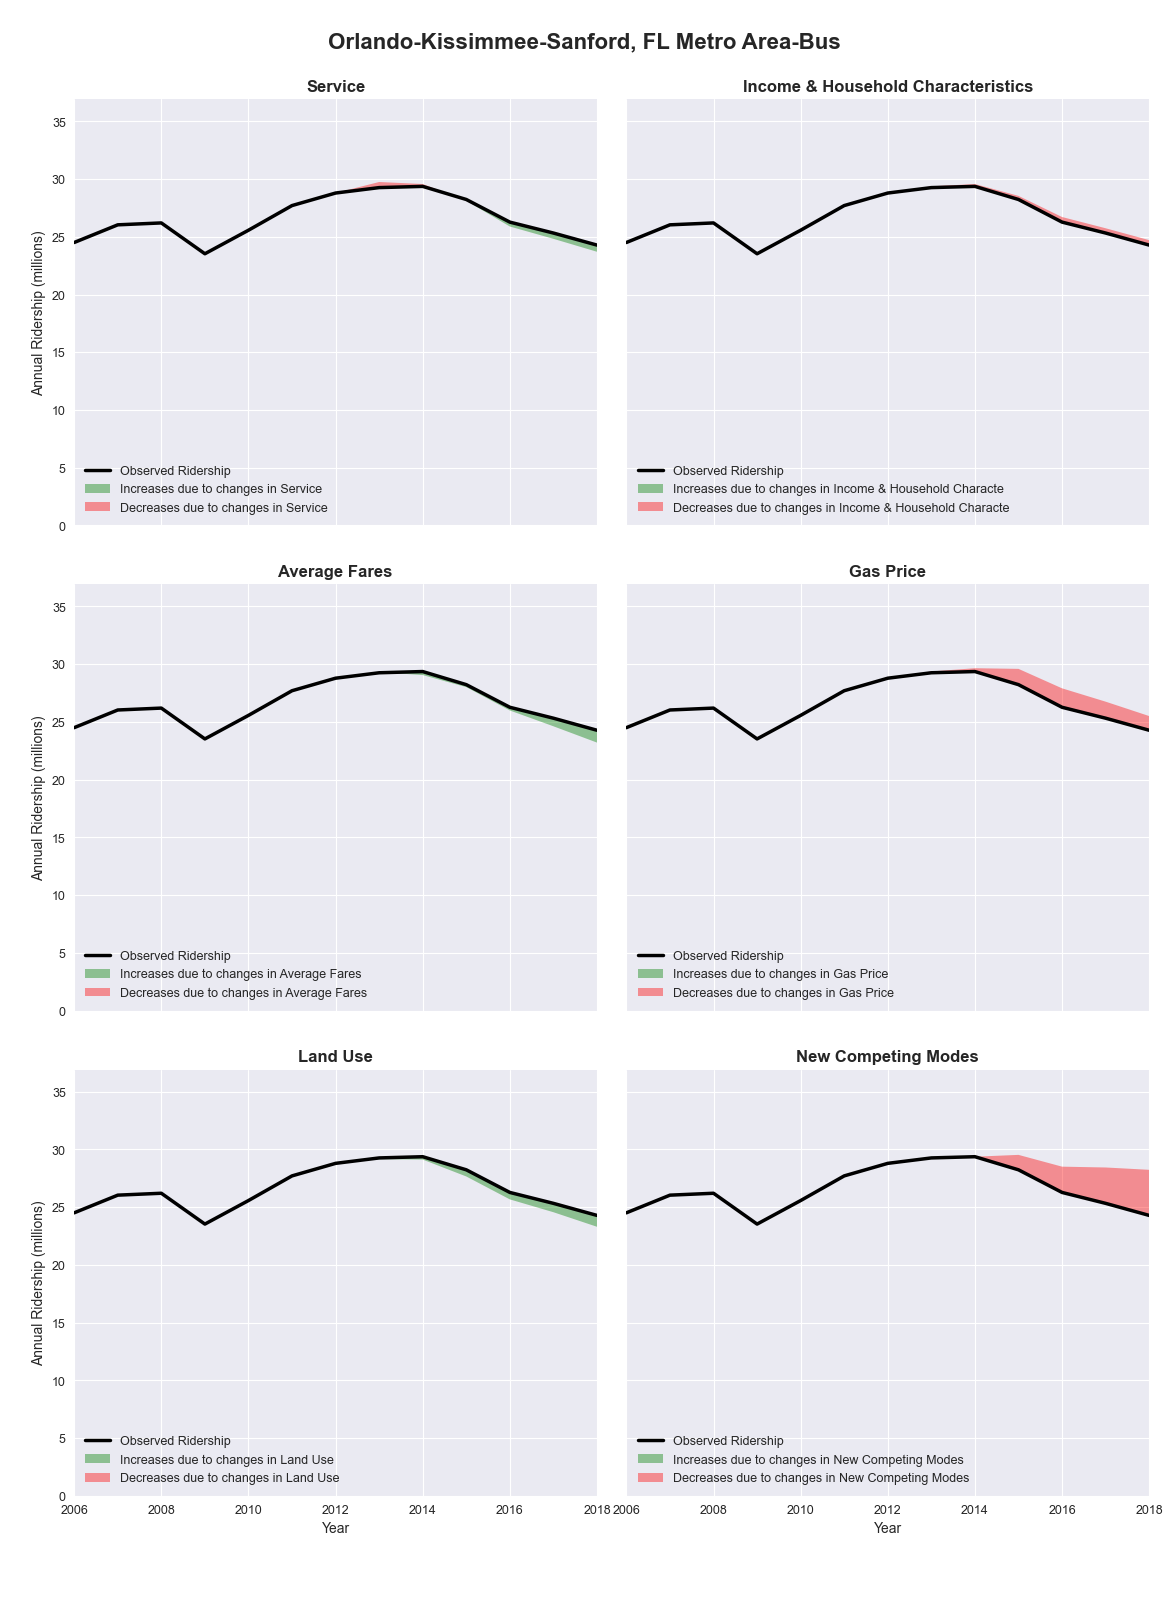 Orlando-Kissimmee-Sanford, FL Metro Area-Bus
Service
Annual Ridership (millions)
35
30
25
20
15
10
5
0
Observed Ridership
Increases due to changes in Service
Decreases due to changes in Service
Income & Household Characteristics
Observed Ridership
Increases due to changes in Income & Household Characte
Decreases due to changes in Income & Household Characte
Average Fares
Annual Ridership (millions)
35
30
25
20
15
10
5
0
Observed Ridership
Increases due to changes in Average Fares
Decreases due to changes in Average Fares
Gas Price
Observed Ridership
Increases due to changes in Gas Price
Decreases due to changes in Gas Price
Land Use
Annual Ridership (millions)
35
30
25
20
15
10
5
0
Observed Ridership
Increases due to changes in Land Use
Decreases due to changes in Land Use
2006 2008 2010 2012 2014 2016 2018
Year
New Competing Modes
Observed Ridership
Increases due to changes in New Competing Modes
Decreases due to changes in New Competing Modes
2006 2008 2010 2012 2014 2016 2018
Year